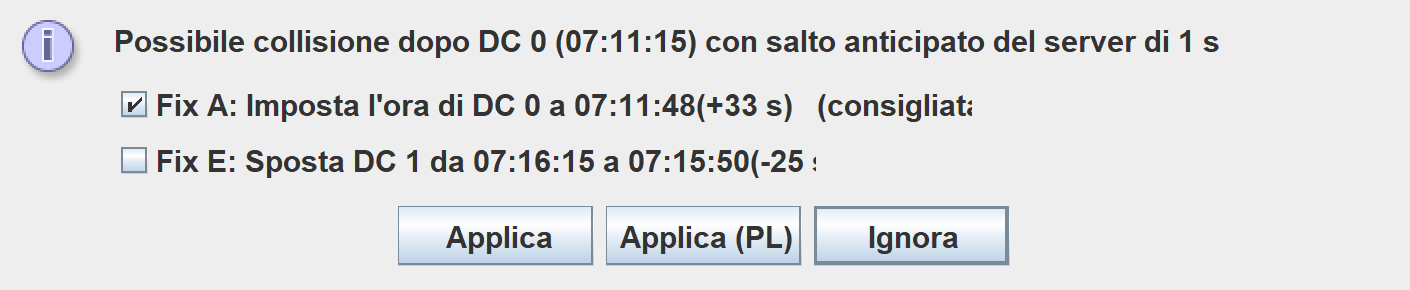 Possibile collisione dopo DC 0 (07:11:15) con salto anticipato del server di 1 s
Fix A: Imposta l'ora di DC 0 a 07:11:48(+33 s) (consigliata
Fix E: Sposta DC 1 da 07:16:15 a 07:15:50(-25 s
Applica
Applica (PL)
Ignora